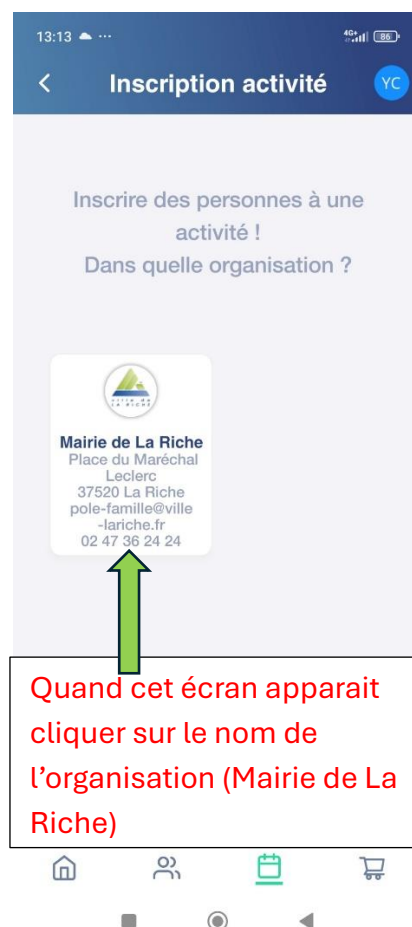 13:13
4G+
86
Inscription activité
YC
Inscrire des personnes à une
activité !
Dans quelle organisation ?
Mairie de La Riche
Place du Maréchal
Leclerc
37520 La Riche
pole-famille@ville
-lariche.fr
02 47 36 24 24
Quand cet écran apparait
cliquer sur le nom de
l’organisation (Mairie de La
Riche)